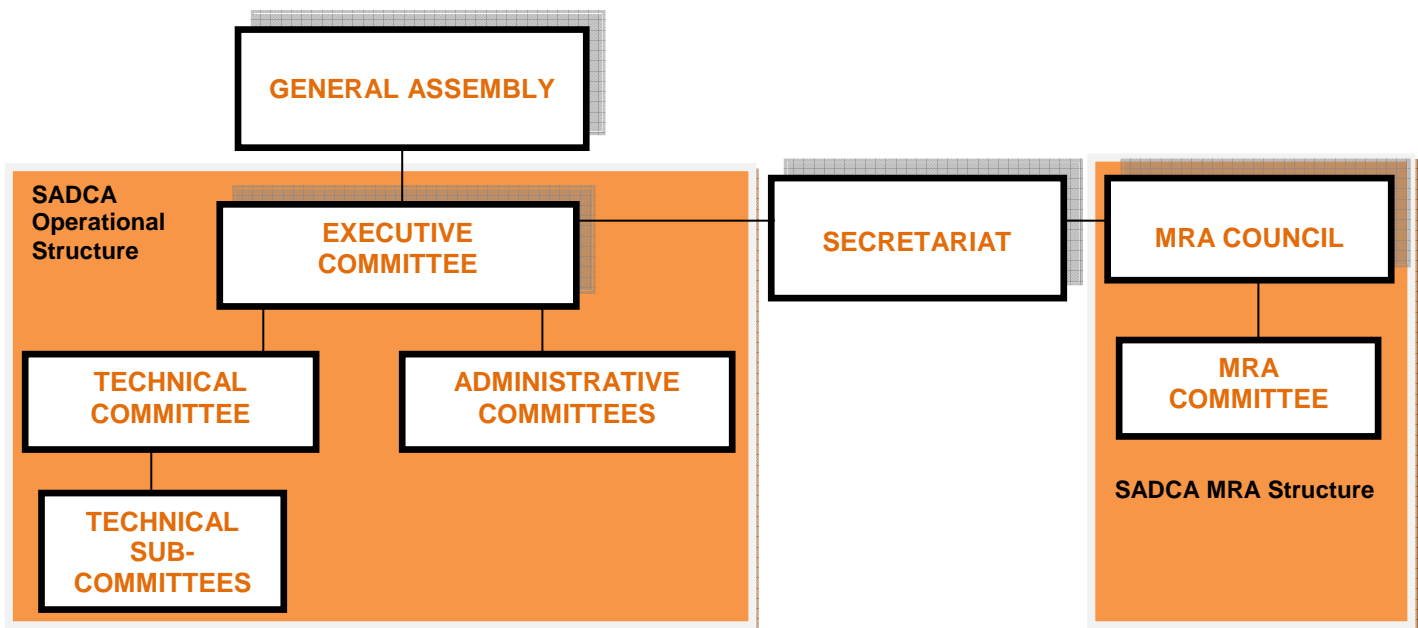 GENERAL ASSEMBLY
SADCA
Operational
Structure
EXECUTIVE
COMMITTEE
SECRETARIAT
MRA COUNCIL
TECHNICAL
COMMITTEE
ADMINISTRATIVE
COMMITTEES
MRA
COMMITTEE
SADCA MRA Structure
TECHNICAL
SUB-
COMMITTEES